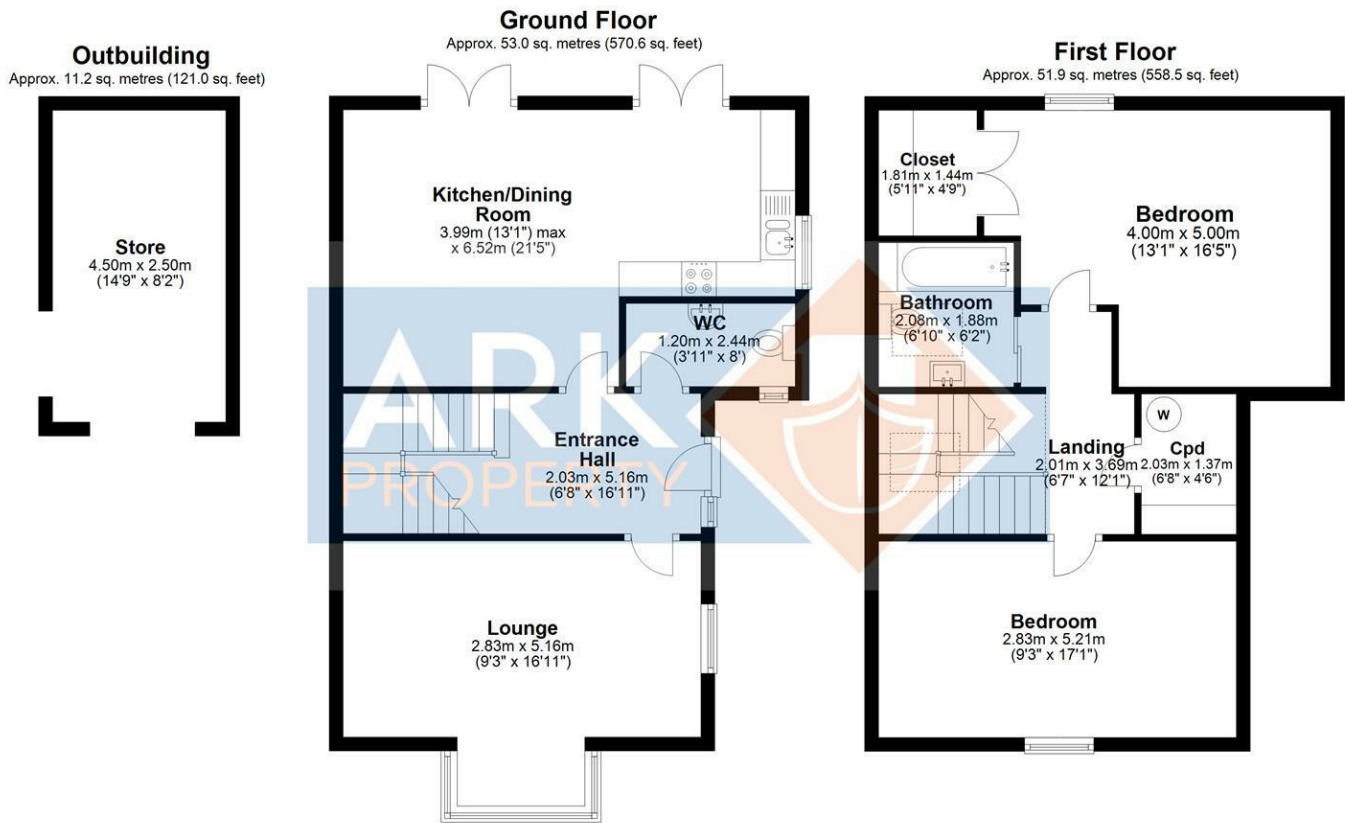 Outbuilding
Approx. 11.2 sq. metres (121.0 sq. feet)
Store
4.50m x 2.50m
(14'9" x 8'2")
Ground Floor
Approx. 53.0 sq. metres (570.6 sq. feet)
Kitchen/Dining
Room
3.99m (13'1") max
x 6.52m (21'5")
WC
1.20m x 2.44m
(3'11" x 8')
Entrance
Hall
2.03m x 5.16m
(6'8" x 16'11")
Lounge
2.83m x 5.16m
(9'3" x 16'11")
First Floor
Approx. 51.9 sq. metres (558.5 sq. feet)
Closet
1.81m x 1.44m
(5'11" x 4'9")
Bedroom
4.00m x 5.00m
(13'1" x 16'5")
Bathroom
2.08m x 1.88m
(6'10" x 6'2")
Landing
2.01m x 3.69m
(6'7" x 12'1")
W
Cpd
2.03m x 1.37m
(6'8" x 4'6")
Bedroom
2.83m x 5.21m
(9'3" x 17'1")
ARK
PROPERTY